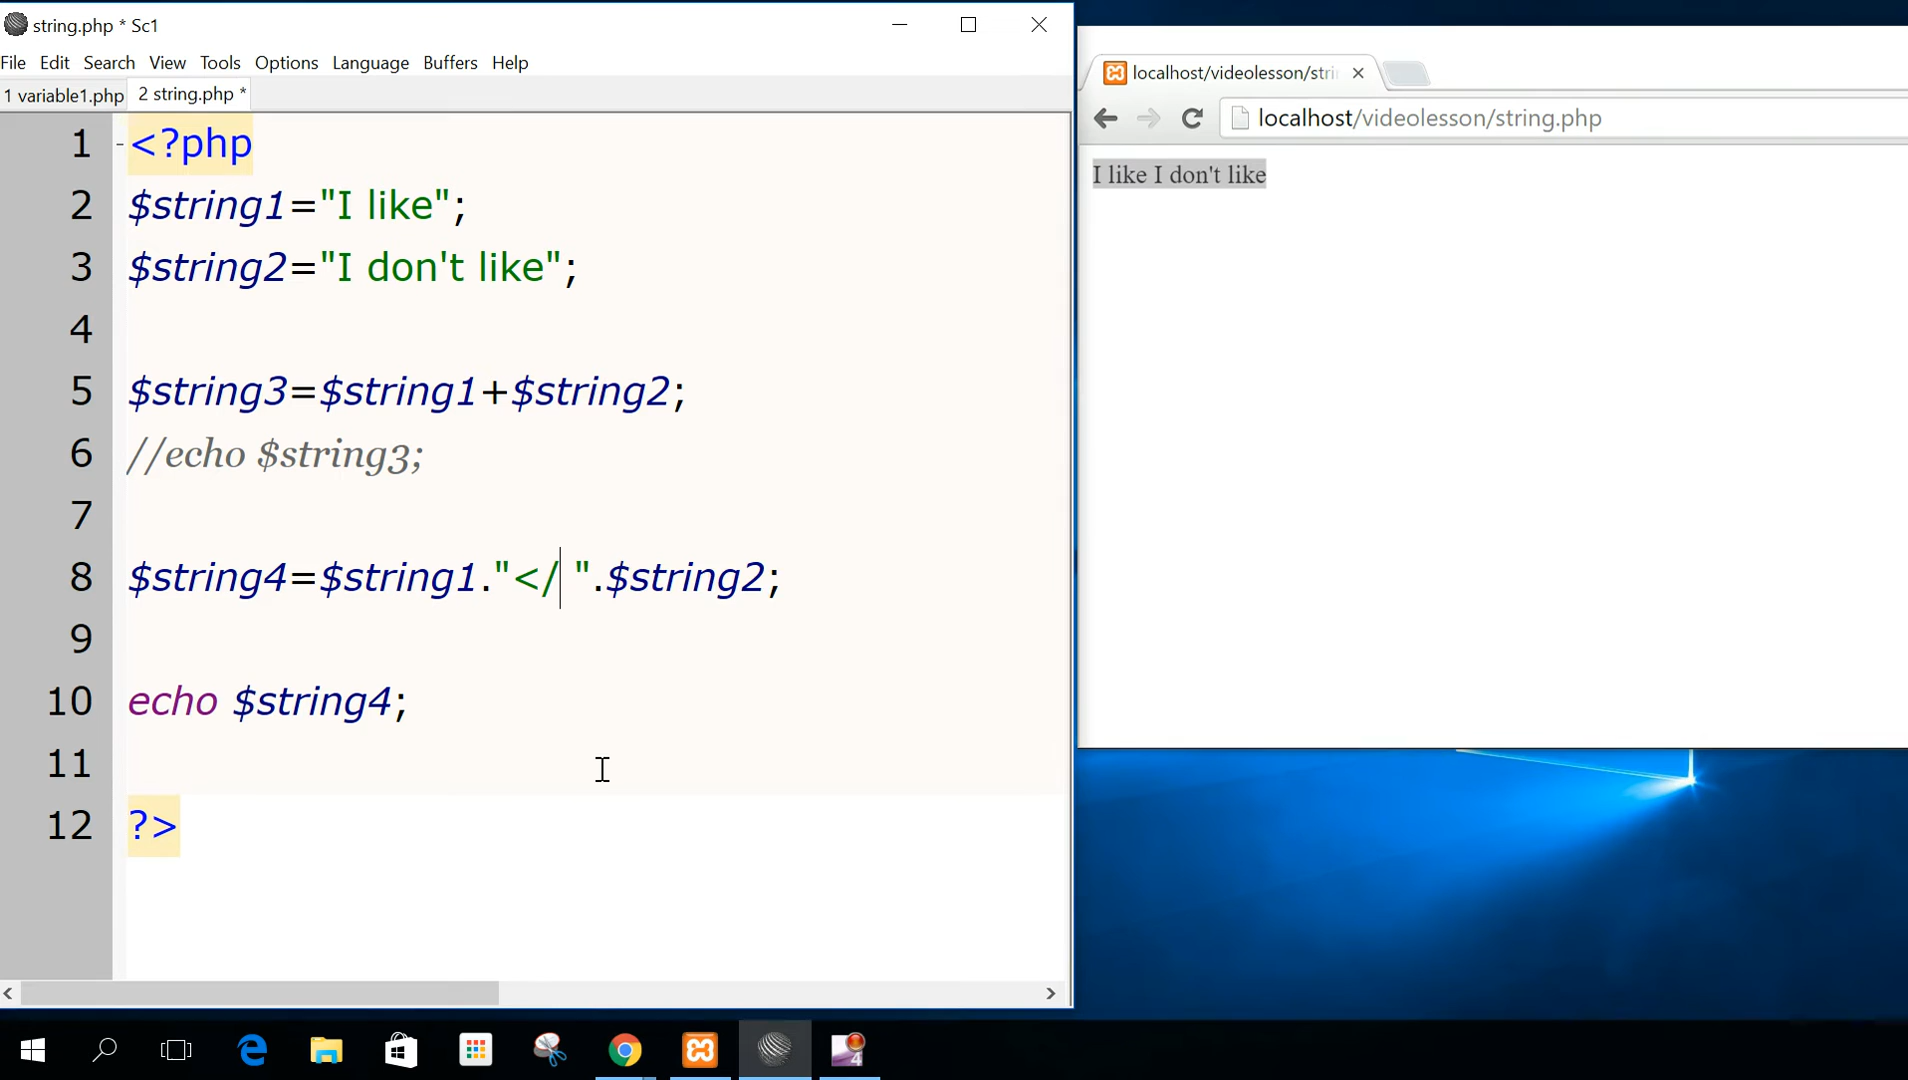 string.php * Sc1
File Edit Search View Tools Options Language Buffers Help
1 variable1.php 2 string.php *
1 <?php
2 $string1="I like";
3 $string2="I don't like";
4
5 $string3=$string1+$string2;
6 //echo $string3;
7
8 $string4=$string1."</ ".$string2;
9
10 echo $string4;
11
12 ?>
localhost/videolesson/stri
localhost/videolesson/string.php
I like I don't like
4